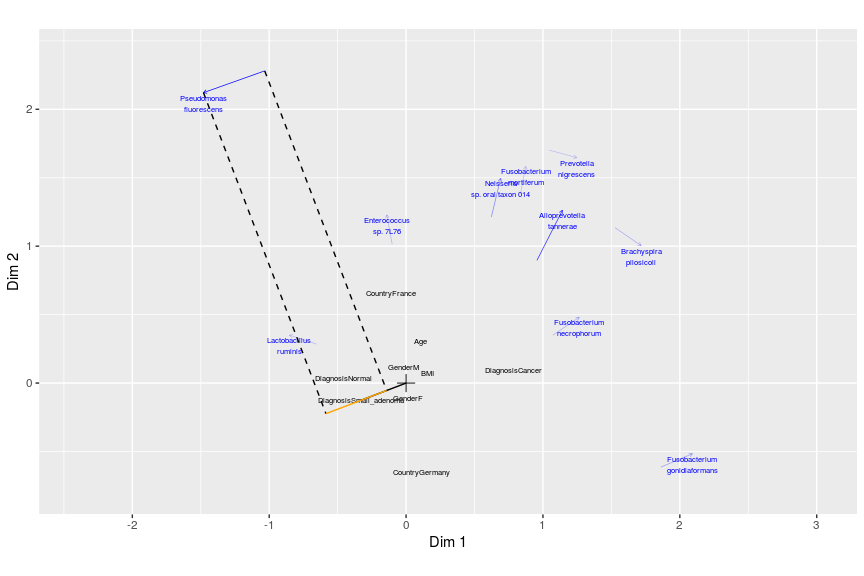 Pseudomonas
fluorescens
Prevotella
nigrescens
Fusobacterium
mortiferum
Neisseria
sp. oral taxon 014
Alloprevotella
tannerae
Enterococcus
sp. 7L76
Brachyspira
pilosicoli
CountryFrance
Fusobacterium
necrophorum
Lactobacillus
ruminis
Age
GenderM
BMI
DiagnosisCancer
DiagnosisNormal
DiagnosisSmall_adenoma
GenderF
CountryGermany
Fusobacterium
gonidiaformans
2
1
0
Dim 2
-2
-1
0
1
2
3
Dim 1